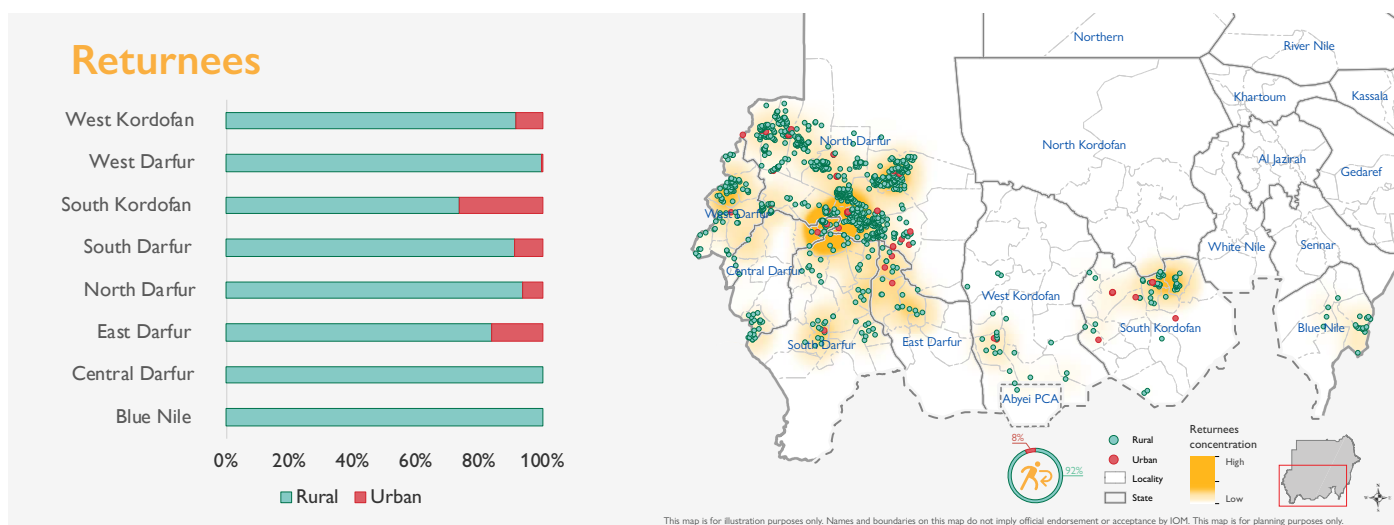 Returnees
West Kordofan
West Darfur
South Kordofan
South Darfur
North Darfur
East Darfur
Central Darfur
Blue Nile
0% 20% 40% 60% 80% 100%
Rural Urban
Northern
River Nile
Khartoum
Kassala
North Darfur
North Kordofan
Al Jazirah
Gedaref
West Darfur
White Nile
Sennar
Central Darfur
West Kordofan
South Kordofan
Blue Nile
South Darfur
East Darfur
Abyei PCA
8%
92%
Rural
Urban
Locality
State
Returnees
concentration
High
Low
N
W E
S
This map is for illustration purposes only. Names and boundaries on this map do not imply official endorsement or acceptance by IOM. This map is for planning purposes only.